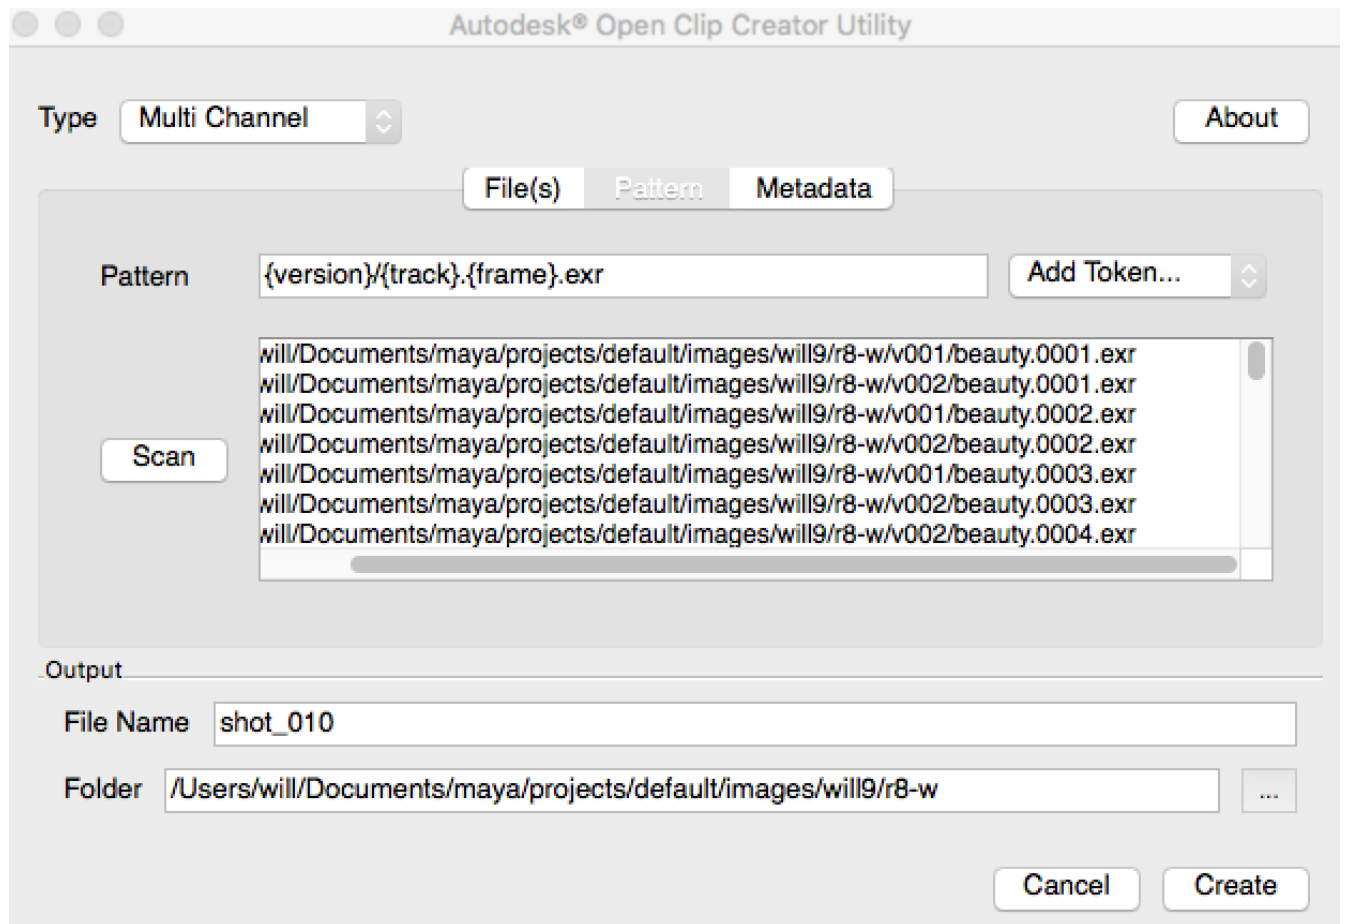 Autodesk® Open Clip Creator Utility
Type Multi Channel About
File(s) Pattern Metadata
Pattern {version}/{track}.{frame}.exr Add Token...
will/Documents/maya/projects/default/images/will9/r8-w/v001/beauty.0001.exr
will/Documents/maya/projects/default/images/will9/r8-w/v002/beauty.0001.exr
will/Documents/maya/projects/default/images/will9/r8-w/v001/beauty.0002.exr
will/Documents/maya/projects/default/images/will9/r8-w/v002/beauty.0002.exr
Scan
will/Documents/maya/projects/default/images/will9/r8-w/v001/beauty.0003.exr
will/Documents/maya/projects/default/images/will9/r8-w/v002/beauty.0003.exr
will/Documents/maya/projects/default/images/will9/r8-w/v002/beauty.0004.exr
Output
File Name shot_010
Folder /Users/will/Documents/maya/projects/default/images/will9/r8-w ...
Cancel Create